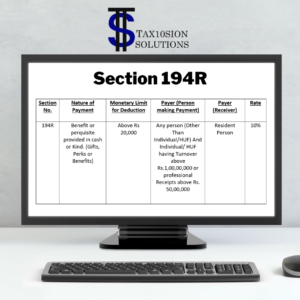 TAX10SION
SOLUTIONS
Section 194R
Section No. Nature of Payment Monetary Limit for Deduction Payer (Person making Payment) Payer (Receiver) Rate
194R Benefit or perquisite provided in cash or Kind. (Gifts, Perks or Benefits) Above Rs 20,000 Any person (Other Than Individual/HUF) And Individual/ HUF having Turnover above Rs.1,00,00,000 or professional Receipts above Rs. 50,00,000 Resident Person 10%